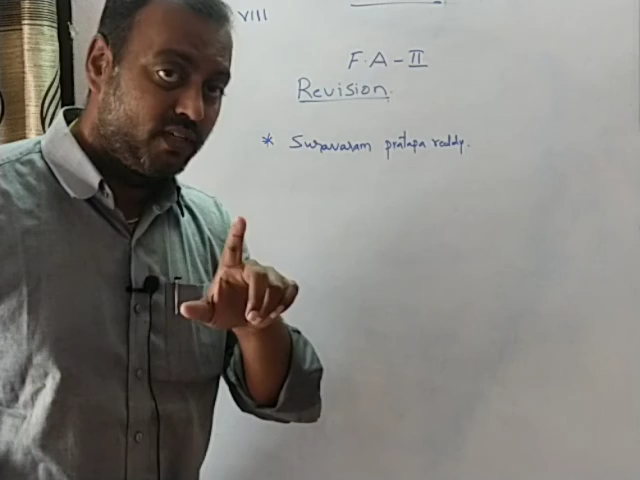 VIII
F.A - II
Revision.
* Suravaram pratapa reddy.